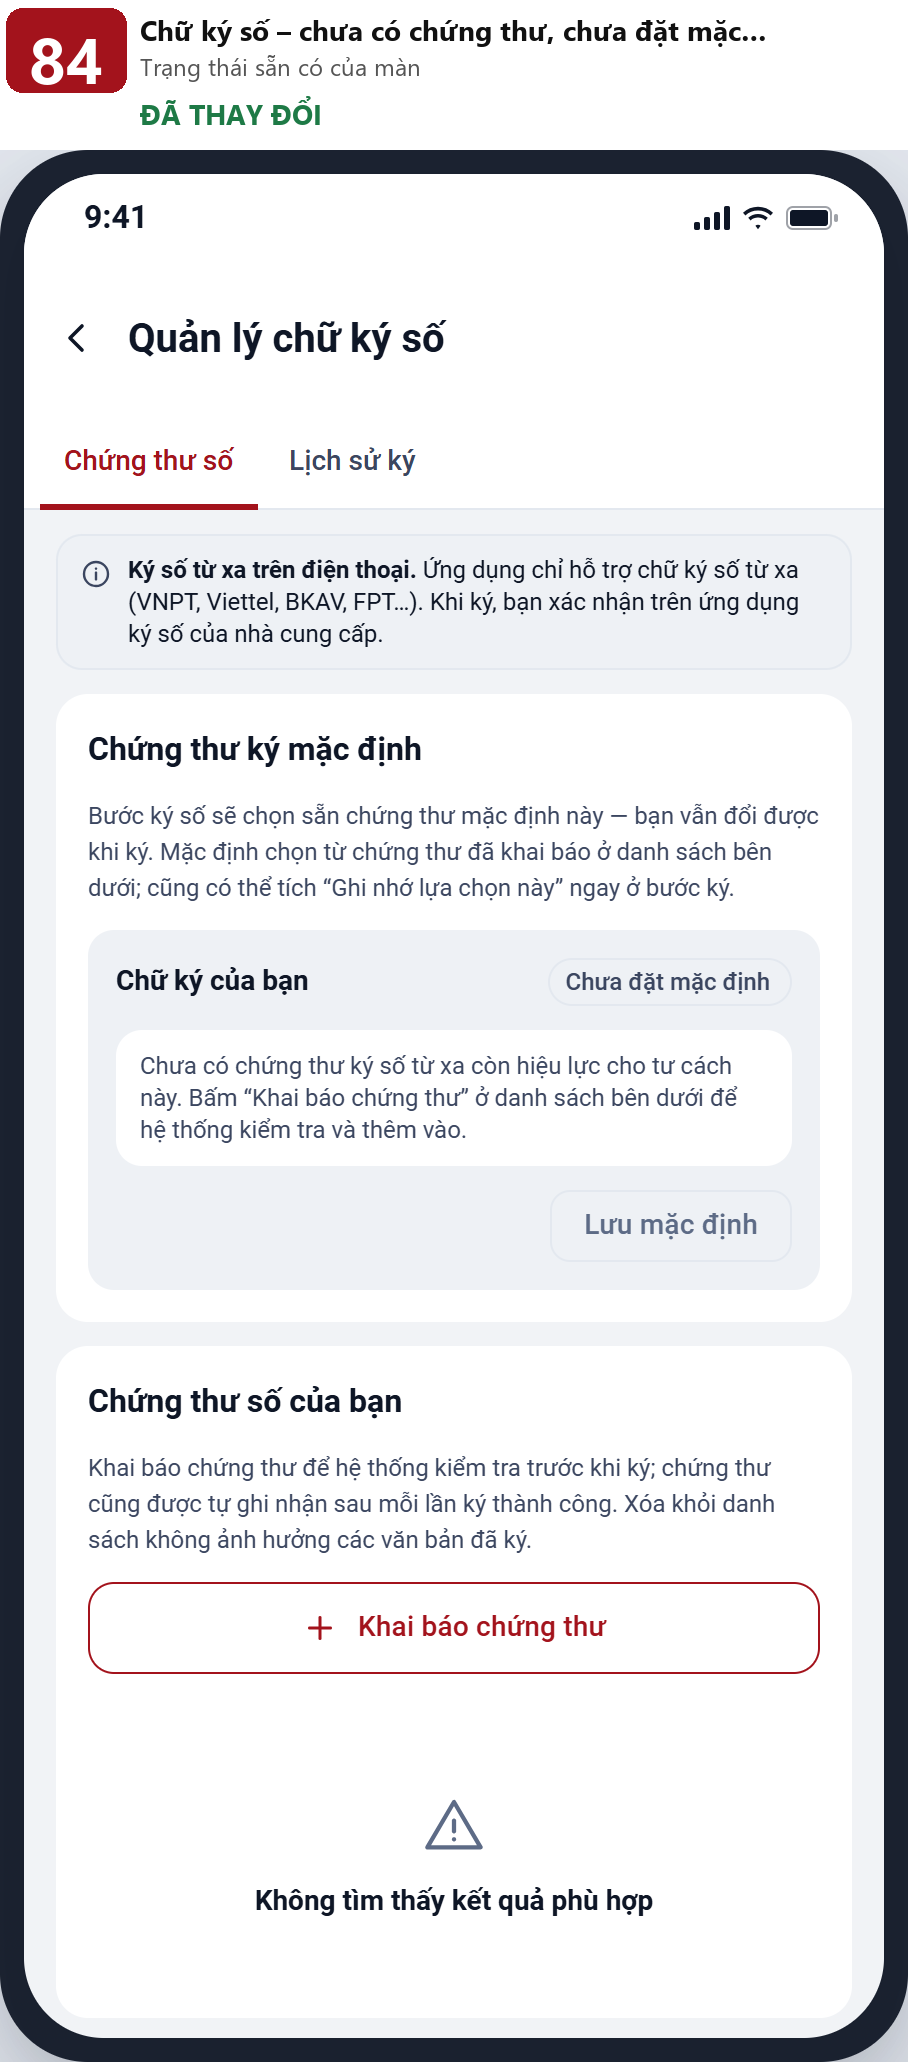 84
Chữ ký số – chưa có chứng thư, chưa đặt mặc...
Trạng thái sẵn có của màn
ĐÃ THAY ĐỔI
9:41
Quản lý chữ ký số
Chứng thư số
Lịch sử ký
Ký số từ xa trên điện thoại. Ứng dụng chỉ hỗ trợ chữ ký số từ xa
(VNPT, Viettel, BKAV, FPT...). Khi ký, bạn xác nhận trên ứng dụng
ký số của nhà cung cấp.
Chứng thư ký mặc định
Bước ký số sẽ chọn sẵn chứng thư mặc định này — bạn vẫn đổi được
khi ký. Mặc định chọn từ chứng thư đã khai báo ở danh sách bên
dưới; cũng có thể tích “Ghi nhớ lựa chọn này” ngay ở bước ký.
Chữ ký của bạn
Chưa đặt mặc định
Chưa có chứng thư ký số từ xa còn hiệu lực cho tư cách
này. Bấm “Khai báo chứng thư” ở danh sách bên dưới để
hệ thống kiểm tra và thêm vào.
Lưu mặc định
Chứng thư số của bạn
Khai báo chứng thư để hệ thống kiểm tra trước khi ký; chứng thư
cũng được tự ghi nhận sau mỗi lần ký thành công. Xóa khỏi danh
sách không ảnh hưởng các văn bản đã ký.
Khai báo chứng thư
Không tìm thấy kết quả phù hợp